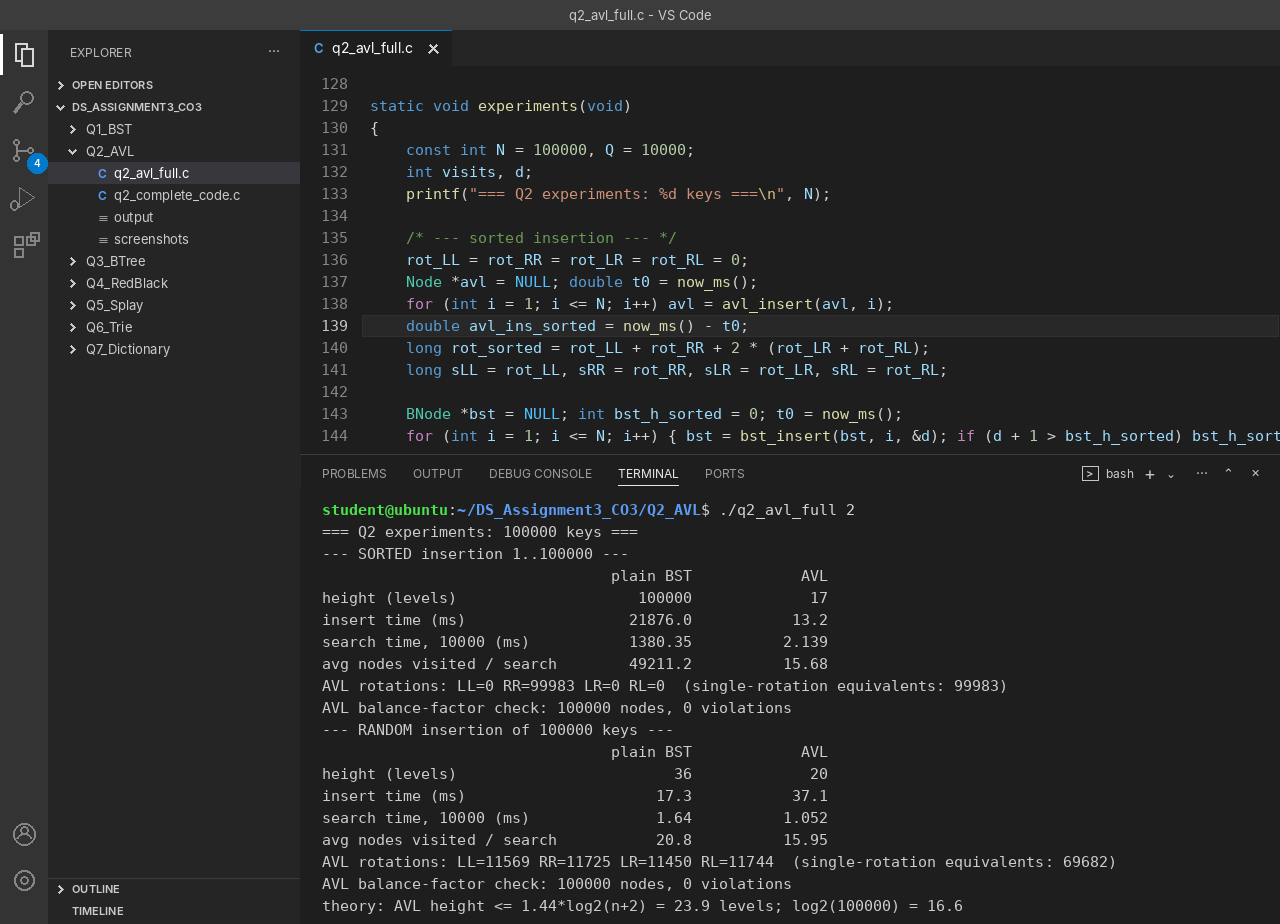 q2_avl_full.c - VS Code
EXPLORER
OPEN EDITORS
DS_ASSIGNMENT3_CO3
Q1_BST
Q2_AVL
C q2_avl_full.c
C q2_complete_code.c
output
screenshots
Q3_BTree
Q4_RedBlack
Q5_Splay
Q6_Trie
Q7_Dictionary
4
OUTLINE
TIMELINE
C q2_avl_full.c
128
129 static void experiments(void)
130 {
131     const int N = 100000, Q = 10000;
132     int visits, d;
133     printf("=== Q2 experiments: %d keys ===\n", N);
134
135     /* --- sorted insertion --- */
136     rot_LL = rot_RR = rot_LR = rot_RL = 0;
137     Node *avl = NULL; double t0 = now_ms();
138     for (int i = 1; i <= N; i++) avl = avl_insert(avl, i);
139     double avl_ins_sorted = now_ms() - t0;
140     long rot_sorted = rot_LL + rot_RR + 2 * (rot_LR + rot_RL);
141     long sLL = rot_LL, sRR = rot_RR, sLR = rot_LR, sRL = rot_RL;
142
143     BNode *bst = NULL; int bst_h_sorted = 0; t0 = now_ms();
144     for (int i = 1; i <= N; i++) { bst = bst_insert(bst, i, &d); if (d + 1 > bst_h_sorted) bst_h_sort
PROBLEMS OUTPUT DEBUG CONSOLE TERMINAL PORTS
bash
student@ubuntu:~/DS_Assignment3_CO3/Q2_AVL$ ./q2_avl_full 2
=== Q2 experiments: 100000 keys ===
--- SORTED insertion 1..100000 ---
                                plain BST            AVL
height (levels)                    100000             17
insert time (ms)                  21876.0           13.2
search time, 10000 (ms)           1380.35          2.139
avg nodes visited / search        49211.2          15.68
AVL rotations: LL=0 RR=99983 LR=0 RL=0  (single-rotation equivalents: 99983)
AVL balance-factor check: 100000 nodes, 0 violations
--- RANDOM insertion of 100000 keys ---
                                plain BST            AVL
height (levels)                        36             20
insert time (ms)                     17.3           37.1
search time, 10000 (ms)              1.64          1.052
avg nodes visited / search           20.8          15.95
AVL rotations: LL=11569 RR=11725 LR=11450 RL=11744  (single-rotation equivalents: 69682)
AVL balance-factor check: 100000 nodes, 0 violations
theory: AVL height <= 1.44*log2(n+2) = 23.9 levels; log2(100000) = 16.6